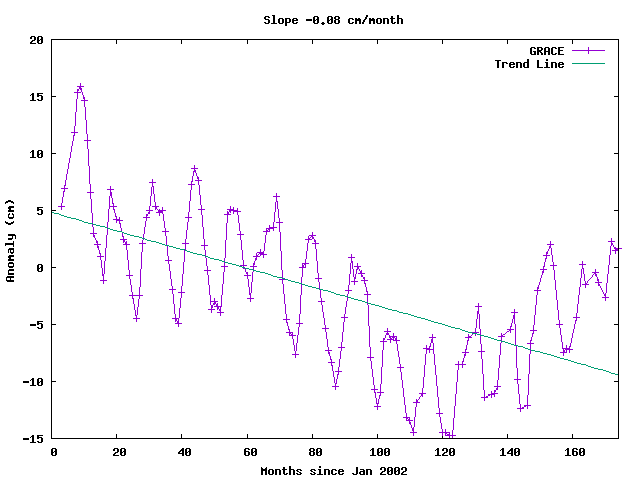 Slope -0.08 cm/month
GRACE
Trend Line
20
15
10
5
0
-5
-10
-15
Anomaly (cm)
0 20 40 60 80 100 120 140 160
Months since Jan 2002